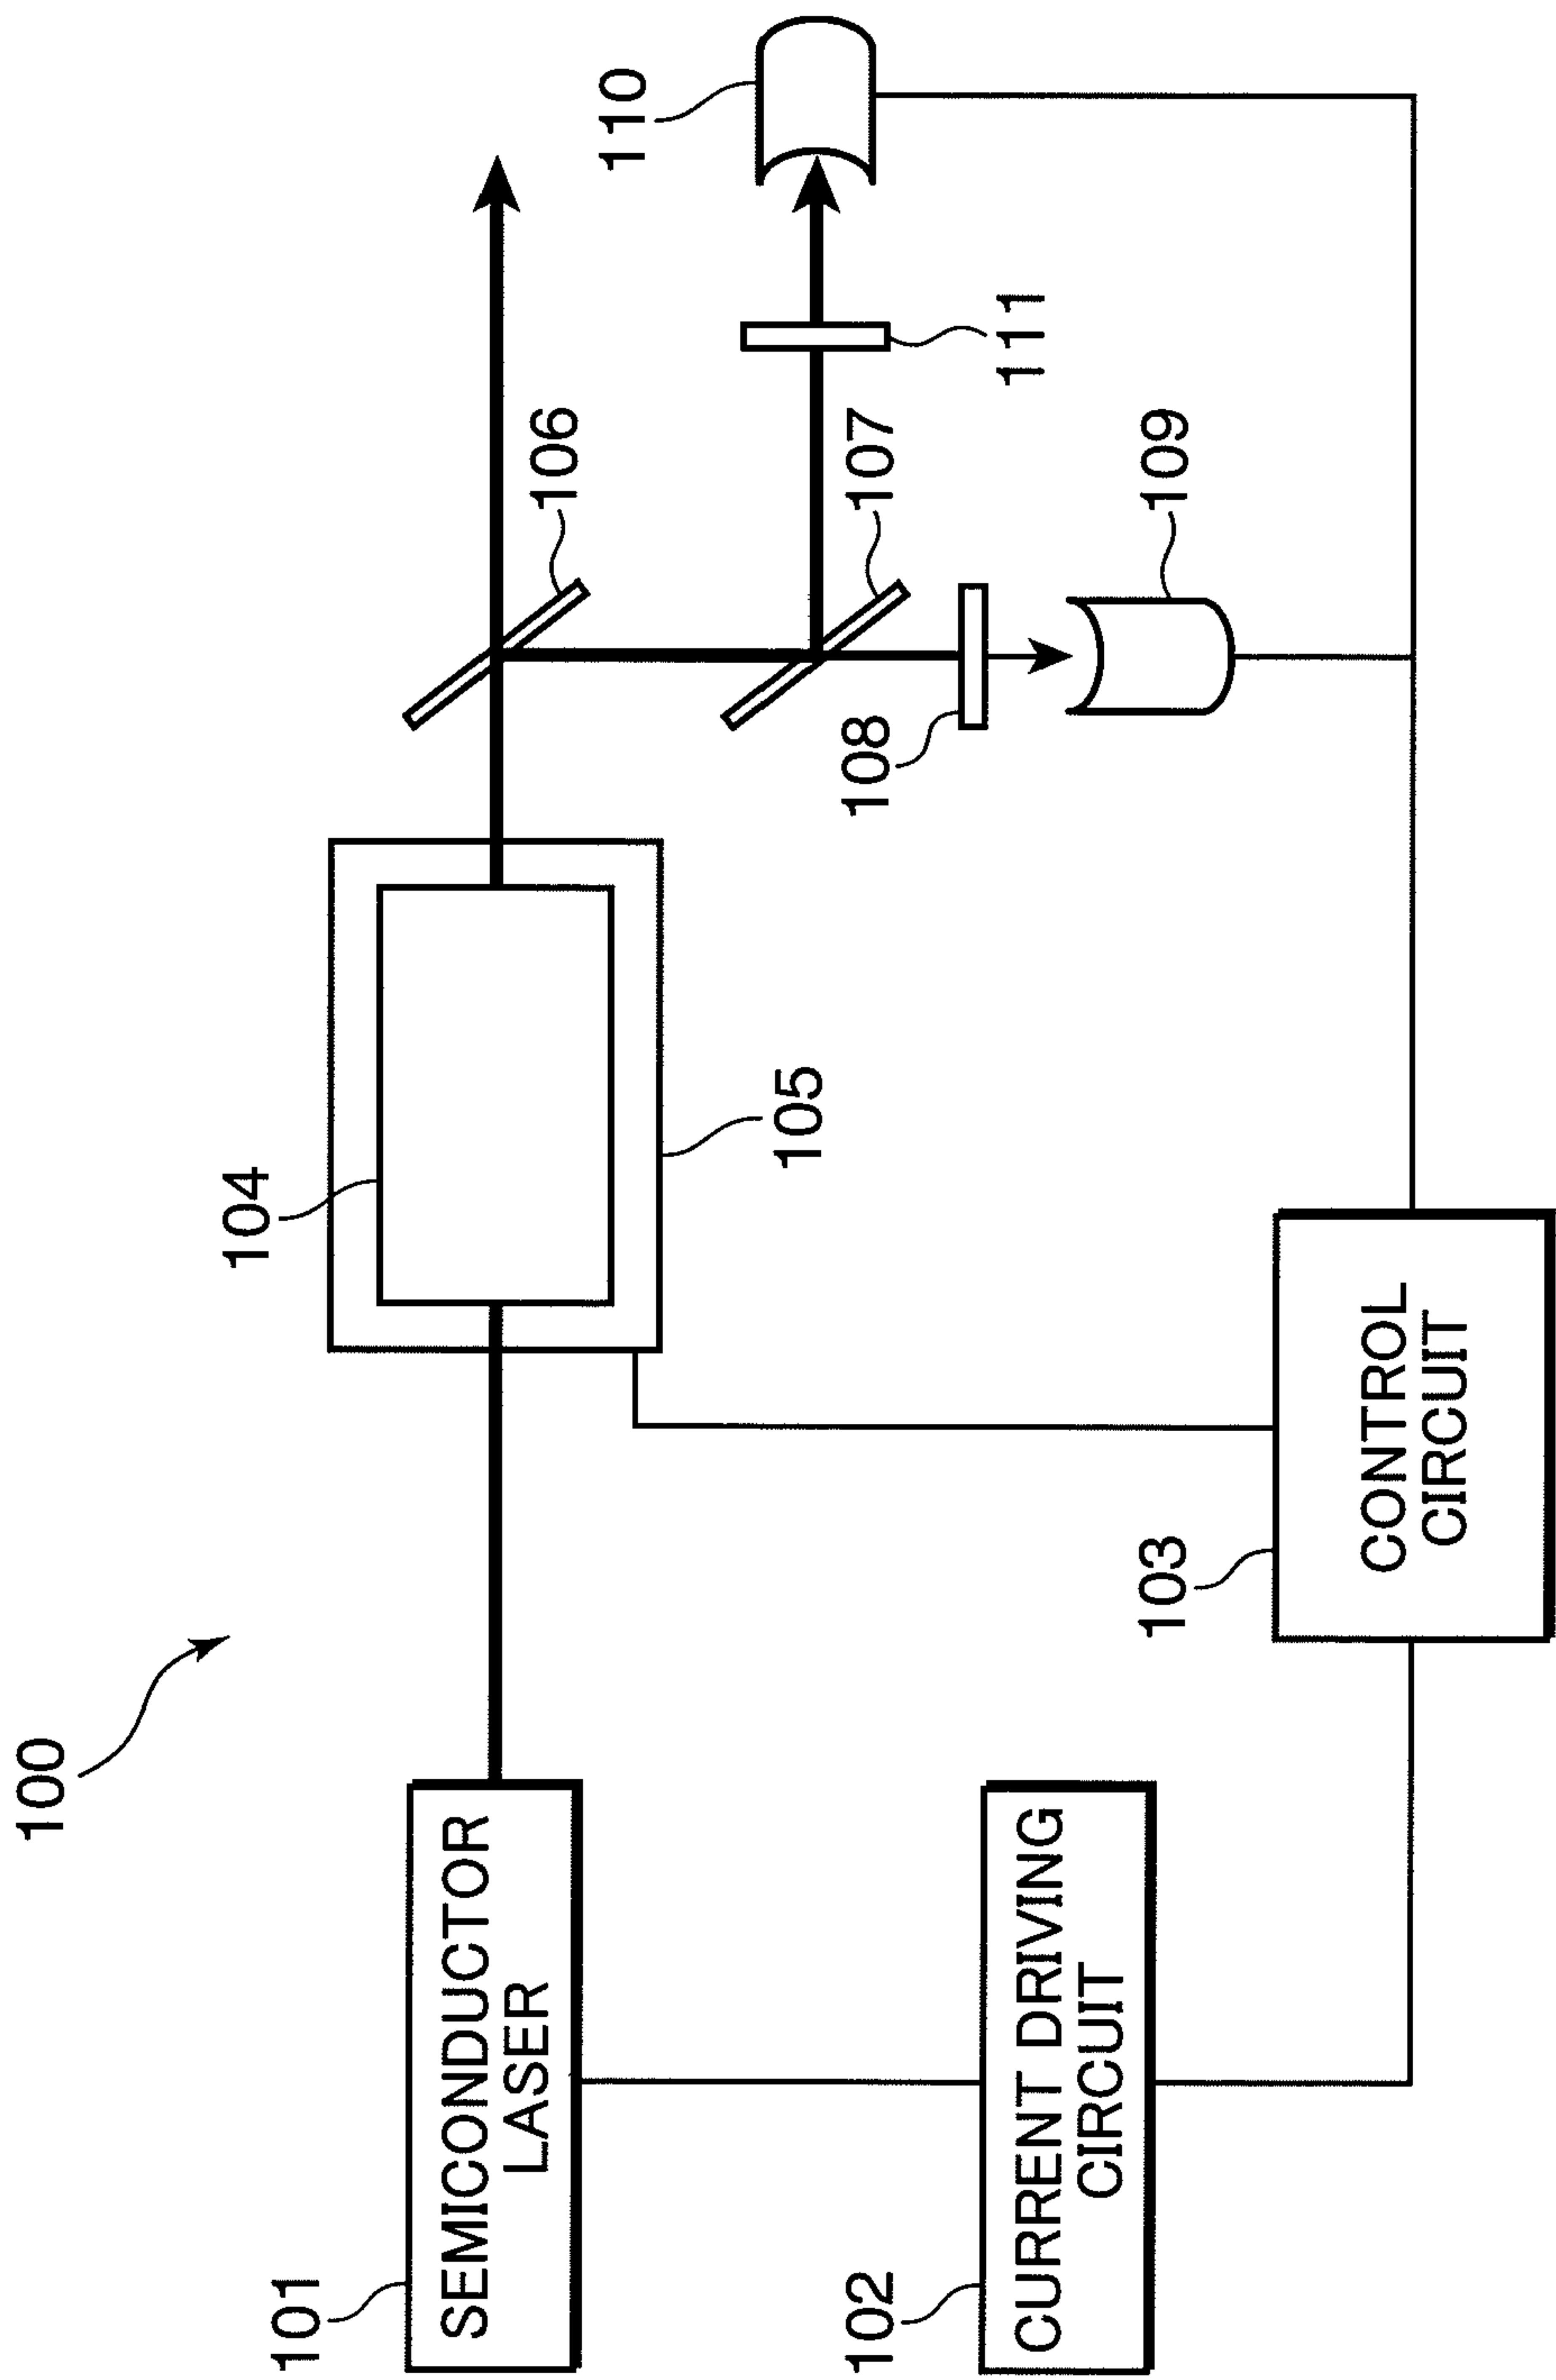 100
101
SEMICONDUCTOR
LASER
104
105
106
110
111
107
108
109
102
CURRENT DRIVING
CIRCUIT
103
CONTROL
CIRCUIT